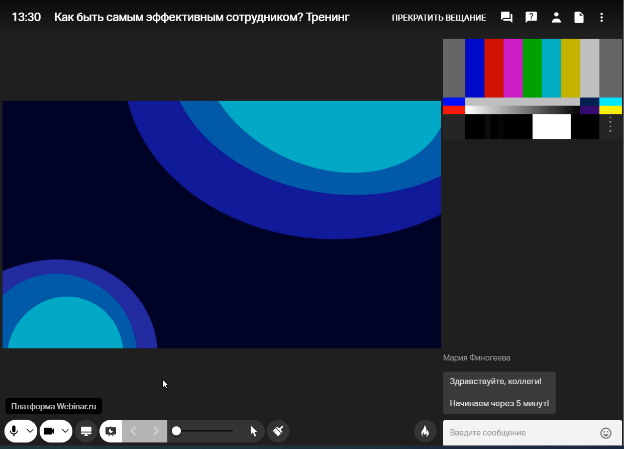 13:30 Как быть самым эффективным сотрудником? Тренинг ПРЕКРАТИТЬ ВЕЩАНИЕ
Мария Финогеева
Здравствуйте, коллеги!
Начинаем через 5 минут!
Платформа Webinar.ru
Введите сообщение